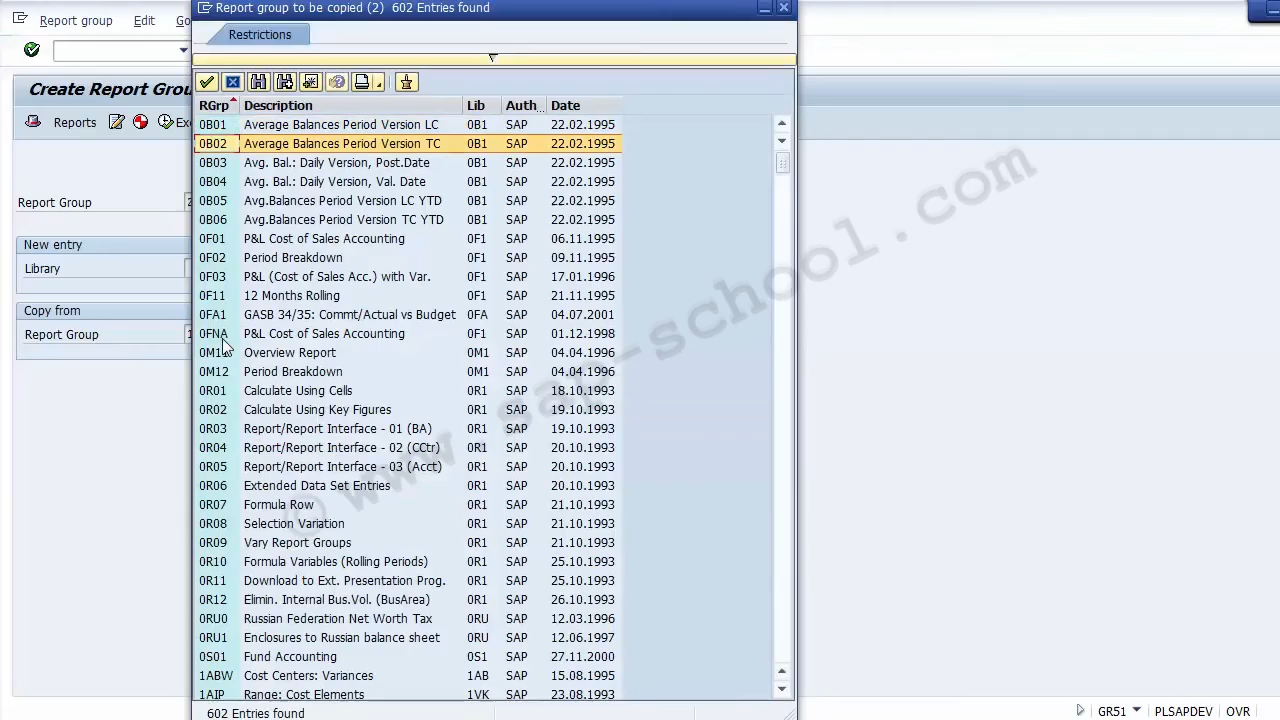 Report group Edit Go
Create Report Grou
Reports Exe
Report Group 2
New entry
Library
Copy from
Report Group 1
Report group to be copied (2) 602 Entries found
Restrictions
RGrp Description Lib Auth.. Date
0B01 Average Balances Period Version LC 0B1 SAP 22.02.1995
0B02 Average Balances Period Version TC 0B1 SAP 22.02.1995
0B03 Avg. Bal.: Daily Version, Post.Date 0B1 SAP 22.02.1995
0B04 Avg. Bal.: Daily Version, Val. Date 0B1 SAP 22.02.1995
0B05 Avg.Balances Period Version LC YTD 0B1 SAP 22.02.1995
0B06 Avg.Balances Period Version TC YTD 0B1 SAP 22.02.1995
0F01 P&L Cost of Sales Accounting 0F1 SAP 06.11.1995
0F02 Period Breakdown 0F1 SAP 09.11.1995
0F03 P&L (Cost of Sales Acc.) with Var. 0F1 SAP 17.01.1996
0F11 12 Months Rolling 0F1 SAP 21.11.1995
0FA1 GASB 34/35: Commt/Actual vs Budget 0FA SAP 04.07.2001
0FNA P&L Cost of Sales Accounting 0F1 SAP 01.12.1998
Overview Report 0M1 SAP 04.04.1996
0M12 Period Breakdown 0M1 SAP 04.04.1996
0R01 Calculate Using Cells 0R1 SAP 18.10.1993
0R02 Calculate Using Key Figures 0R1 SAP 19.10.1993
0R03 Report/Report Interface - 01 (BA) 0R1 SAP 19.10.1993
0R04 Report/Report Interface - 02 (CCtr) 0R1 SAP 20.10.1993
0R05 Report/Report Interface - 03 (Acct) 0R1 SAP 20.10.1993
0R06 Extended Data Set Entries 0R1 SAP 20.10.1993
0R07 Formula Row 0R1 SAP 21.10.1993
0R08 Selection Variation 0R1 SAP 21.10.1993
0R09 Vary Report Groups 0R1 SAP 21.10.1993
0R10 Formula Variables (Rolling Periods) 0R1 SAP 25.10.1993
0R11 Download to Ext. Presentation Prog. 0R1 SAP 25.10.1993
0R12 Elimin. Internal Bus.Vol. (BusArea) 0R1 SAP 26.10.1993
0RU0 Russian Federation Net Worth Tax 0RU SAP 12.03.1996
0RU1 Enclosures to Russian balance sheet 0RU SAP 12.06.1997
0S01 Fund Accounting 0S1 SAP 27.11.2000
1ABW Cost Centers: Variances 1AB SAP 15.08.1995
1AIP Range: Cost Elements 1VK SAP 23.08.1993
602 Entries found
© www.sap-school.com
GR51 PLSAPDEV OVR